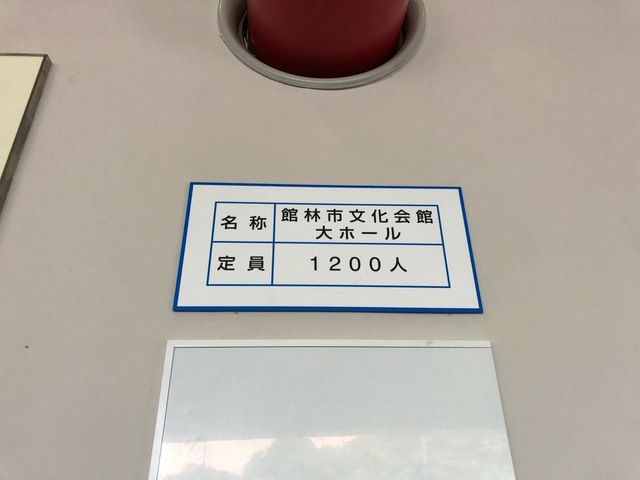 名称 館林市文化会館
大ホール
定員 1200人